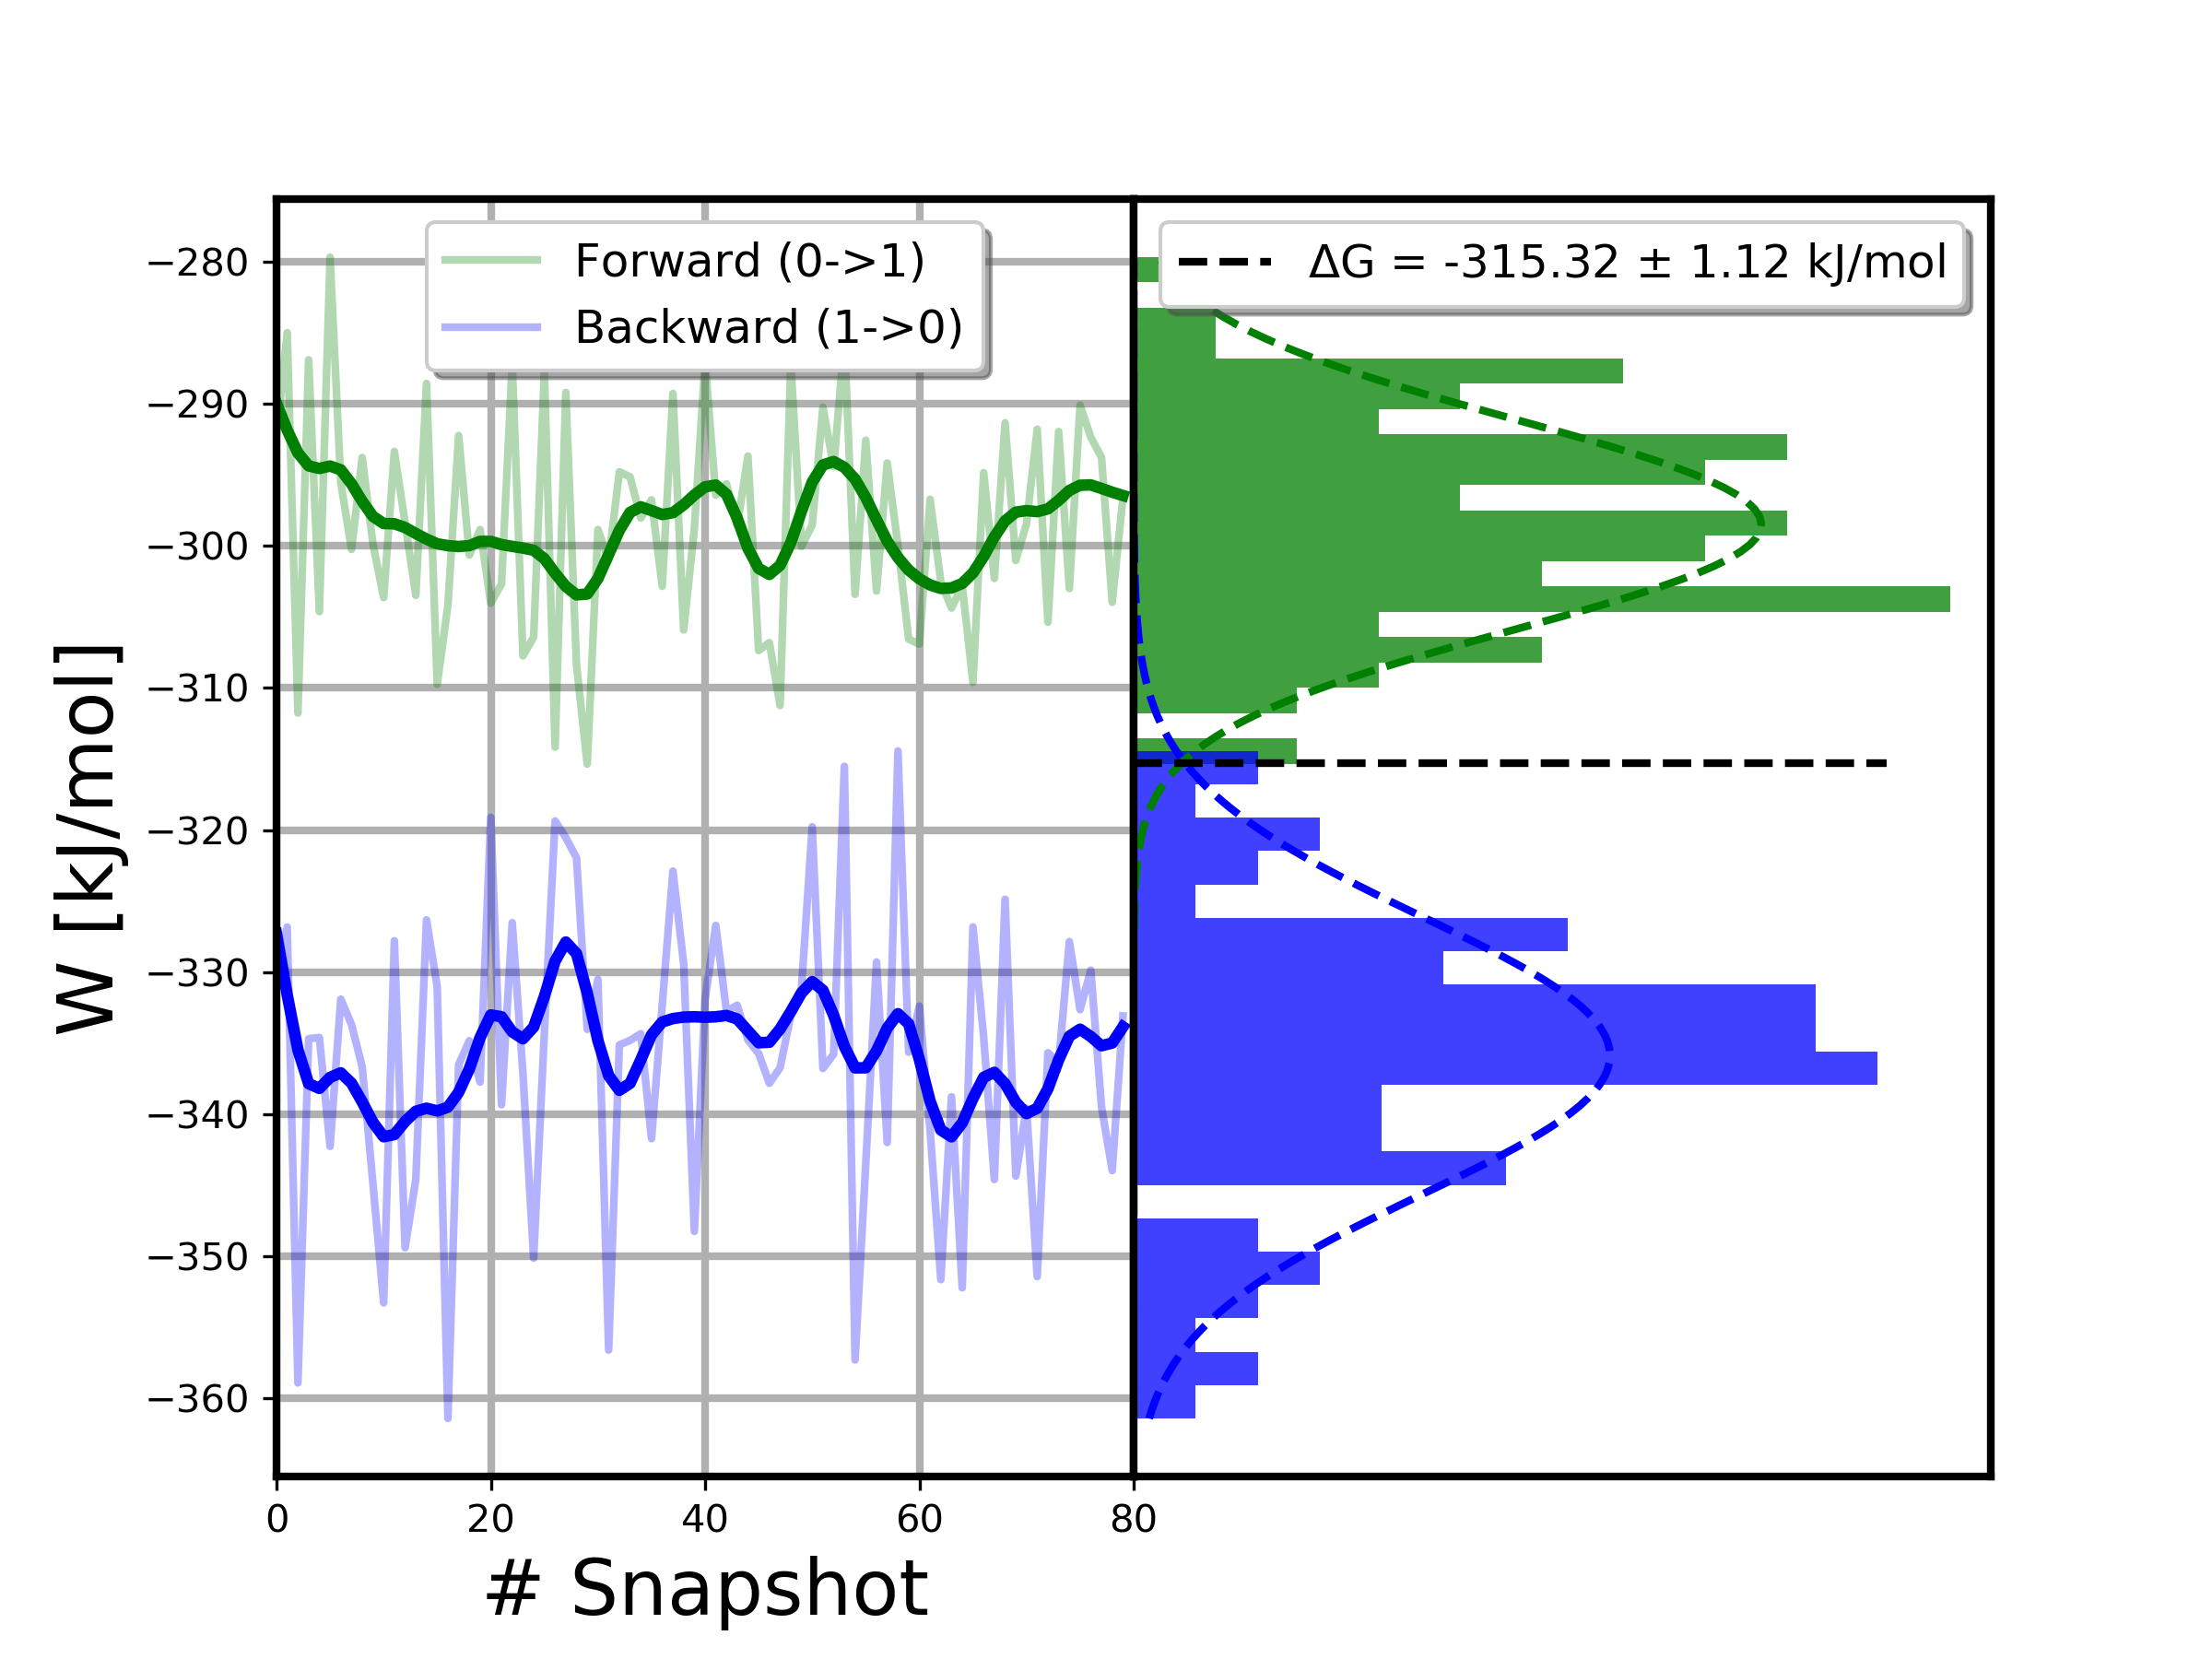 Forward (0->1)
Backward (1->0)
ΔG = -315.32 ± 1.12 kJ/mol
W [kJ/mol]
−280
−290
−300
−310
−320
−330
−340
−350
−360
0 20 40 60 80
# Snapshot